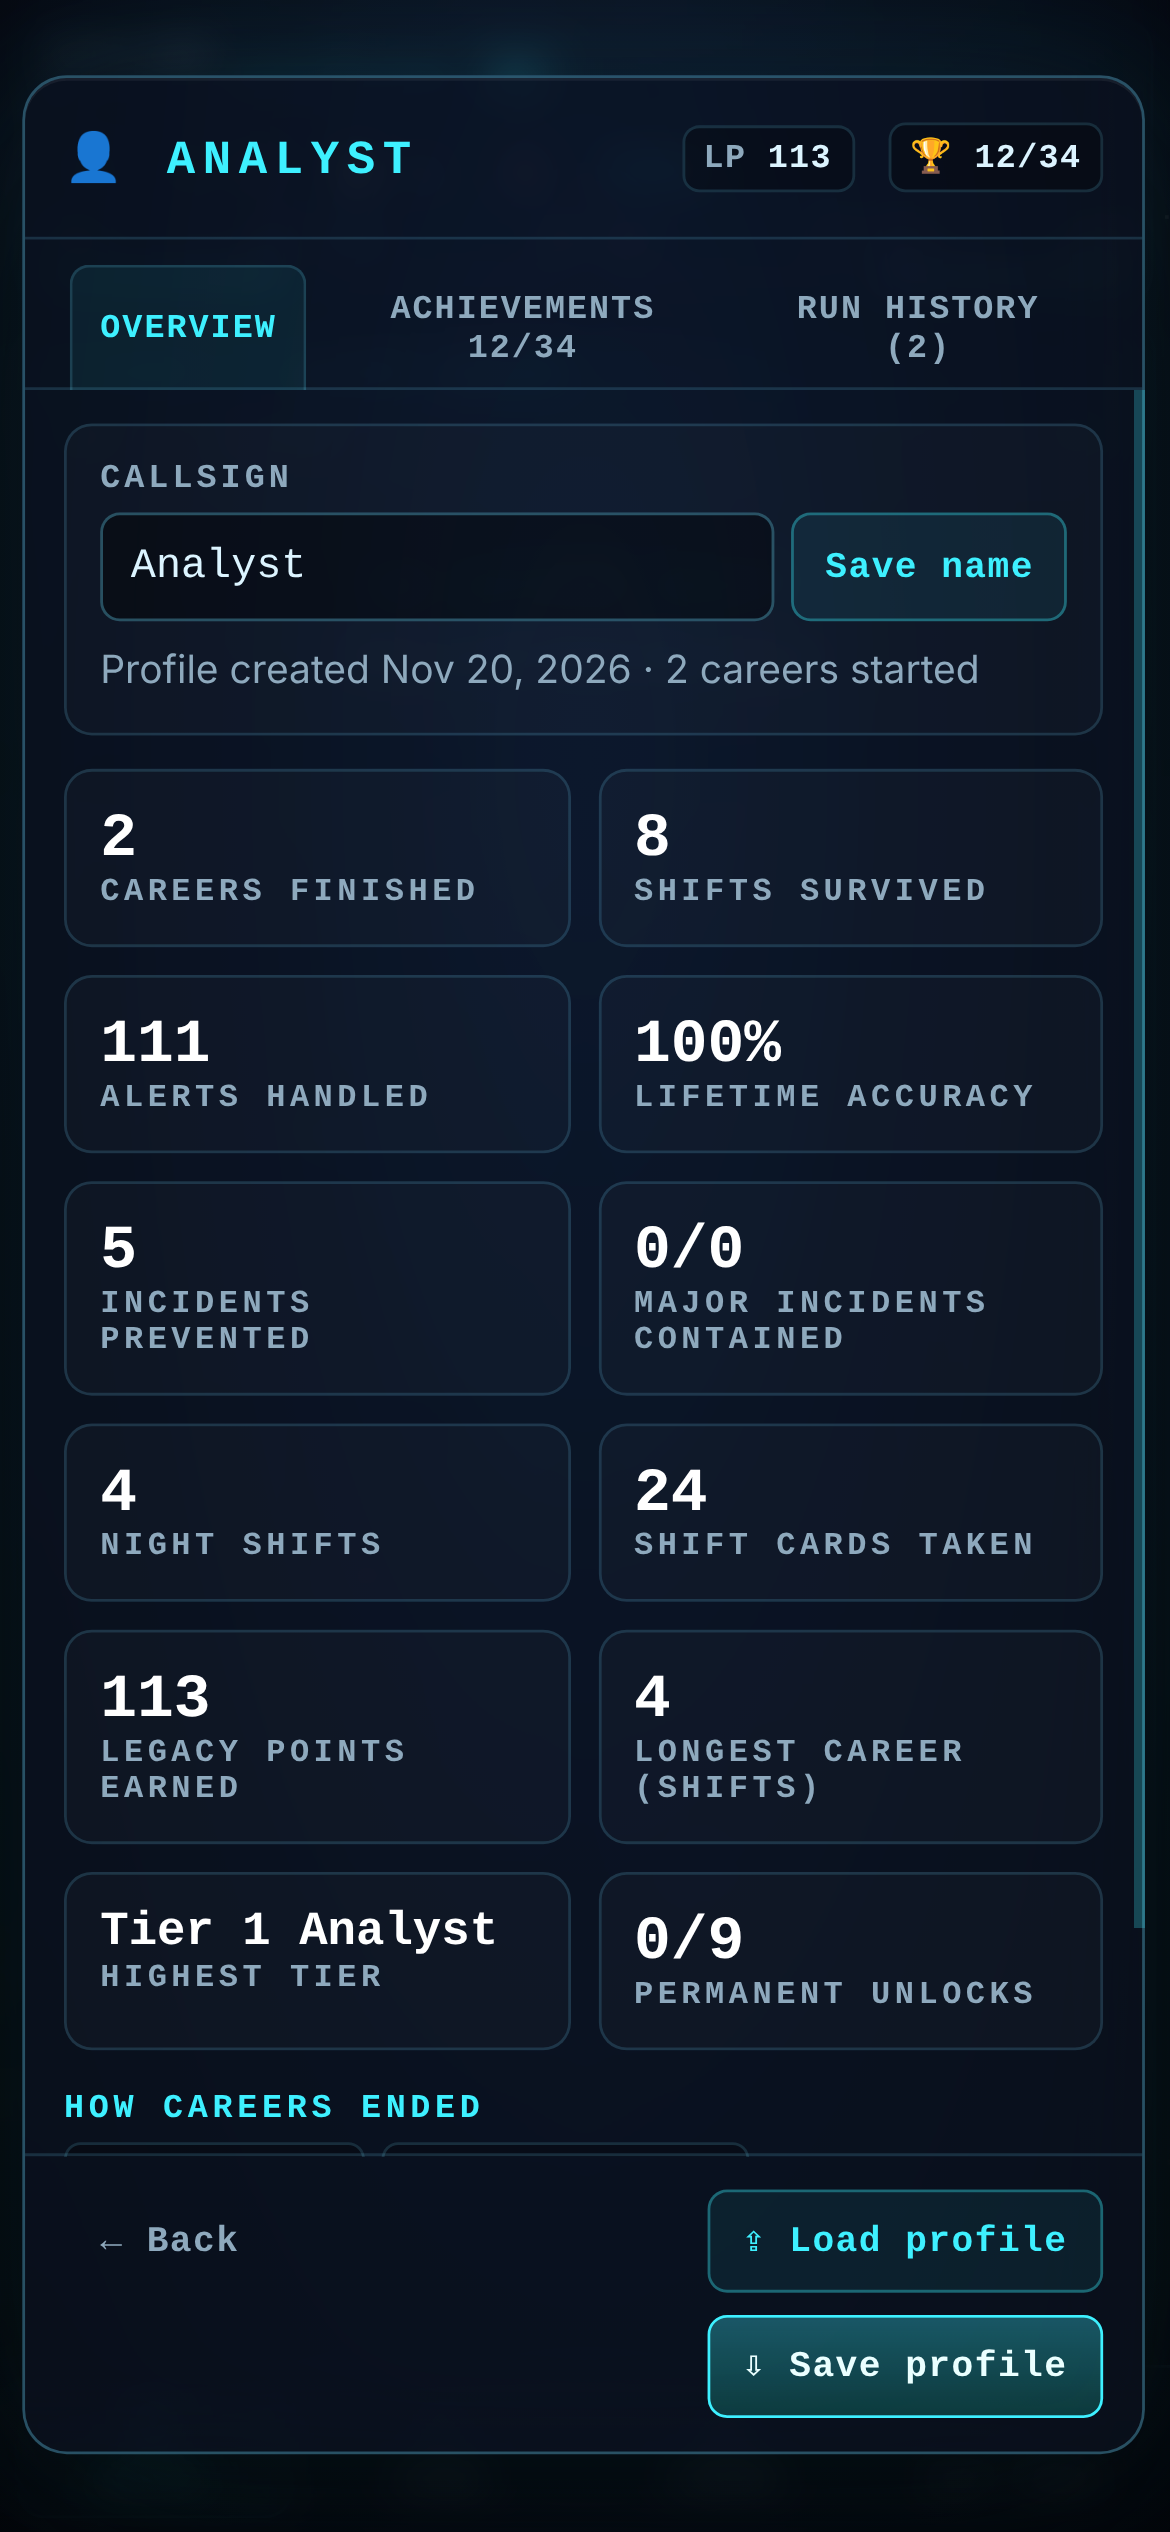 ANALYST
LP 113
12/34
OVERVIEW
ACHIEVEMENTS
12/34
RUN HISTORY
(2)
CALLSIGN
Analyst
Save name
Profile created Nov 20, 2026 · 2 careers started
2
CAREERS FINISHED
8
SHIFTS SURVIVED
111
ALERTS HANDLED
100%
LIFETIME ACCURACY
5
INCIDENTS
PREVENTED
0/0
MAJOR INCIDENTS
CONTAINED
4
NIGHT SHIFTS
24
SHIFT CARDS TAKEN
113
LEGACY POINTS
EARNED
4
LONGEST CAREER
(SHIFTS)
Tier 1 Analyst
HIGHEST TIER
0/9
PERMANENT UNLOCKS
HOW CAREERS ENDED
← Back
⇪ Load profile
⇩ Save profile